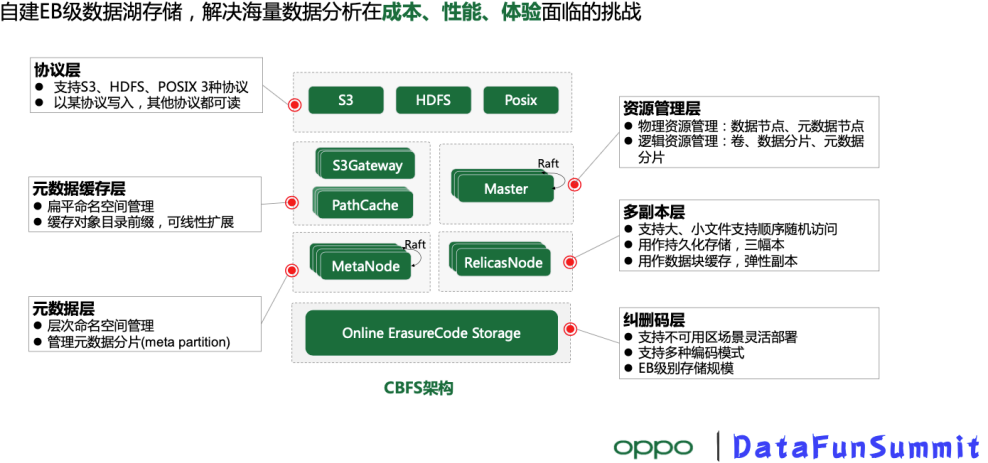 自建EB级数据湖存储，解决海量数据分析在成本、性能、体验面临的挑战
协议层
● 支持S3、HDFS、POSIX 3种协议
● 以某协议写入，其他协议都可读
元数据缓存层
● 扁平命名空间管理
● 缓存对象目录前缀，可线性扩展
元数据层
● 层次命名空间管理
● 管理元数据分片(meta partition)
S3
HDFS
Posix
S3Gateway
PathCache
Raft
Master
Raft
MetaNode
RelicasNode
Online ErasureCode Storage
CBFS架构
资源管理层
● 物理资源管理：数据节点、元数据节点
● 逻辑资源管理：卷、数据分片、元数据
分片
多副本层
● 支持大、小文件支持顺序随机访问
● 用作持久化存储，三幅本
● 用作数据块缓存，弹性副本
纠删码层
● 支持不可用区场景灵活部署
● 支持多种编码模式
● EB级别存储规模
oppo | DataFunSummit